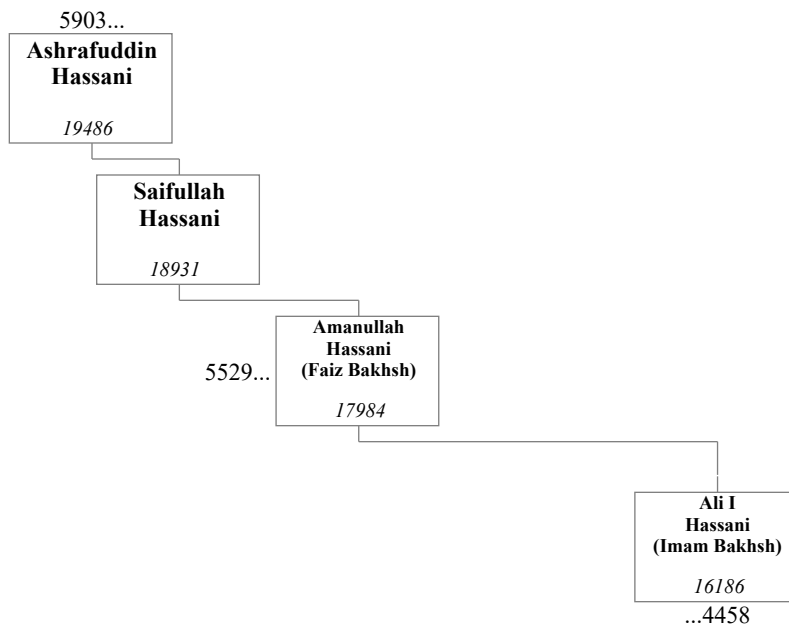 5903...
Ashrafuddin
Hassani
19486
Saifullah
Hassani
18931
Amanullah
Hassani
(Faiz Bakhsh)
5529...
17984
Ali I
Hassani
(Imam Bakhsh)
16186
...4458